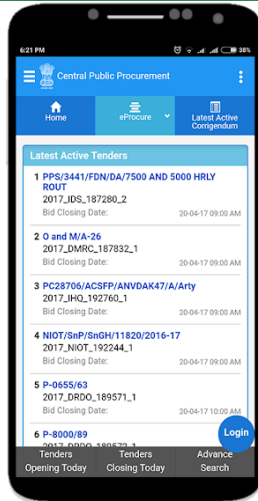 6:21 PM
38%
Central Public Procurement
Home
eProcure
Latest Active
Corrigendum
Latest Active Tenders
1 PPS/3441/FCSDN/DA/7500 AND 5000 HRLY
ROUT
2017_IDS_187280_2
Bid Closing Date: 20-04-17 09:00 AM
2 O and M/A-26
2017_DMRC_187832_1
Bid Closing Date: 20-04-17 09:00 AM
3 PC28706/ACSFP/ANVDAK47/A/Arty
2017_IHQ_192760_1
Bid Closing Date: 20-04-17 09:00 AM
4 NIOT/SnP/SnGH/11820/2016-17
2017_NIOT_192244_1
Bid Closing Date: 20-04-17 09:00 AM
5 P-0655/63
2017_DRDO_189571_1
Bid Closing Date: 20-04-17 10:00 AM
6 P-8000/89
Login
Tenders
Opening Today
Tenders
Closing Today
Advance
Search